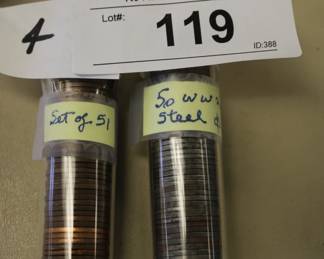 4
Lot#:
119
ID:388
Set of 51
50 WW
Steel